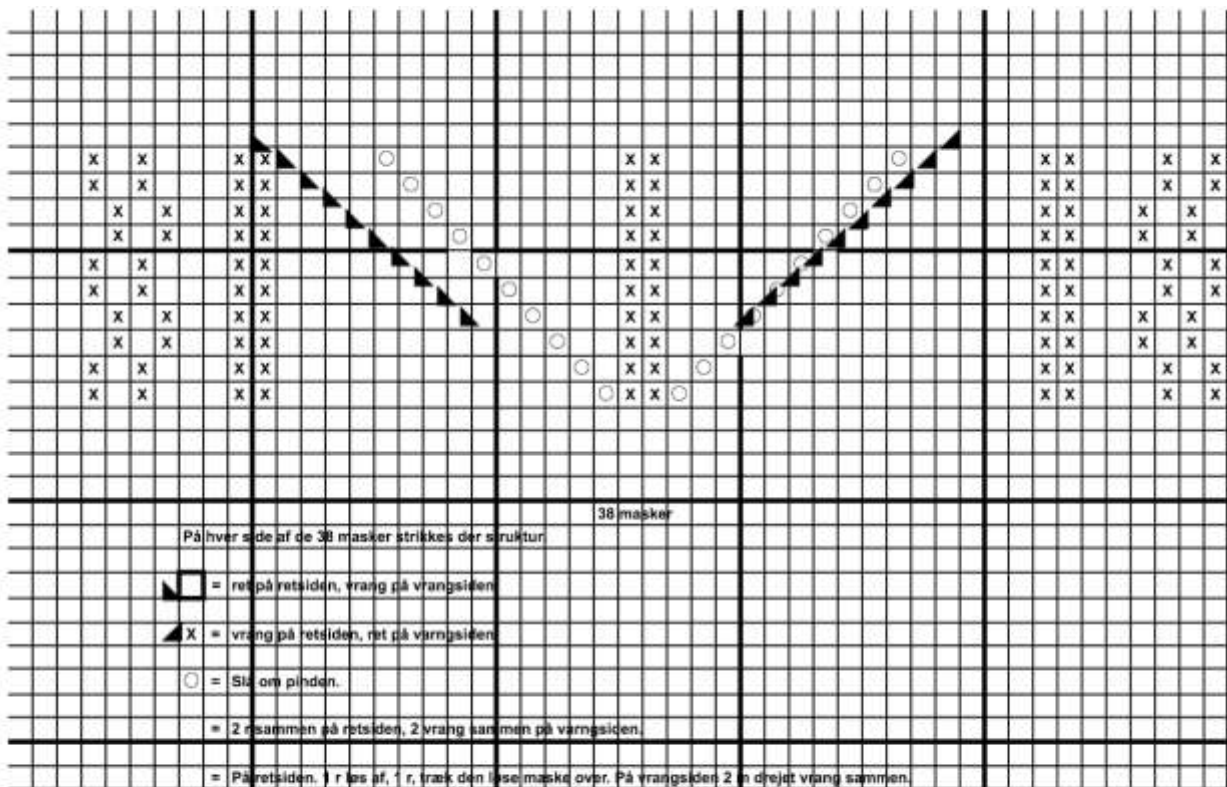 38 masker
På hver side af de 38 masker strikkes der struktur
= ret på retsiden, vrang på vrangsiden
X = vrang på retsiden, ret på varngsiden
= Slå om pinden.
= 2 r sammen på retsiden, 2 vrang sammen på varngsiden.
= På retsiden. 1 r løs af, 1 r, træk den løse maske over. På vrangsiden 2 m drejet vrang sammen.